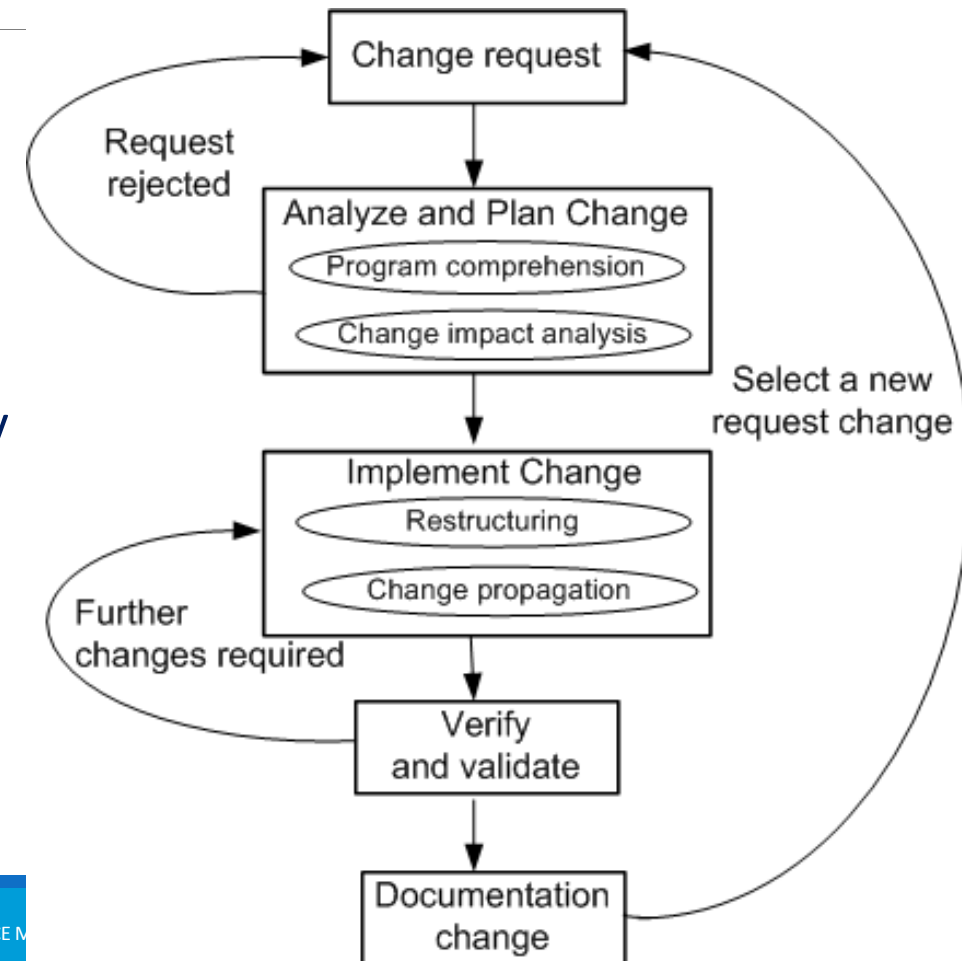 Change request
Request
rejected
Analyze and Plan Change
Program comprehension
Change impact analysis
Select a new
request change
Implement Change
Restructuring
Change propagation
Further
changes required
Verify
and validate
Documentation
change